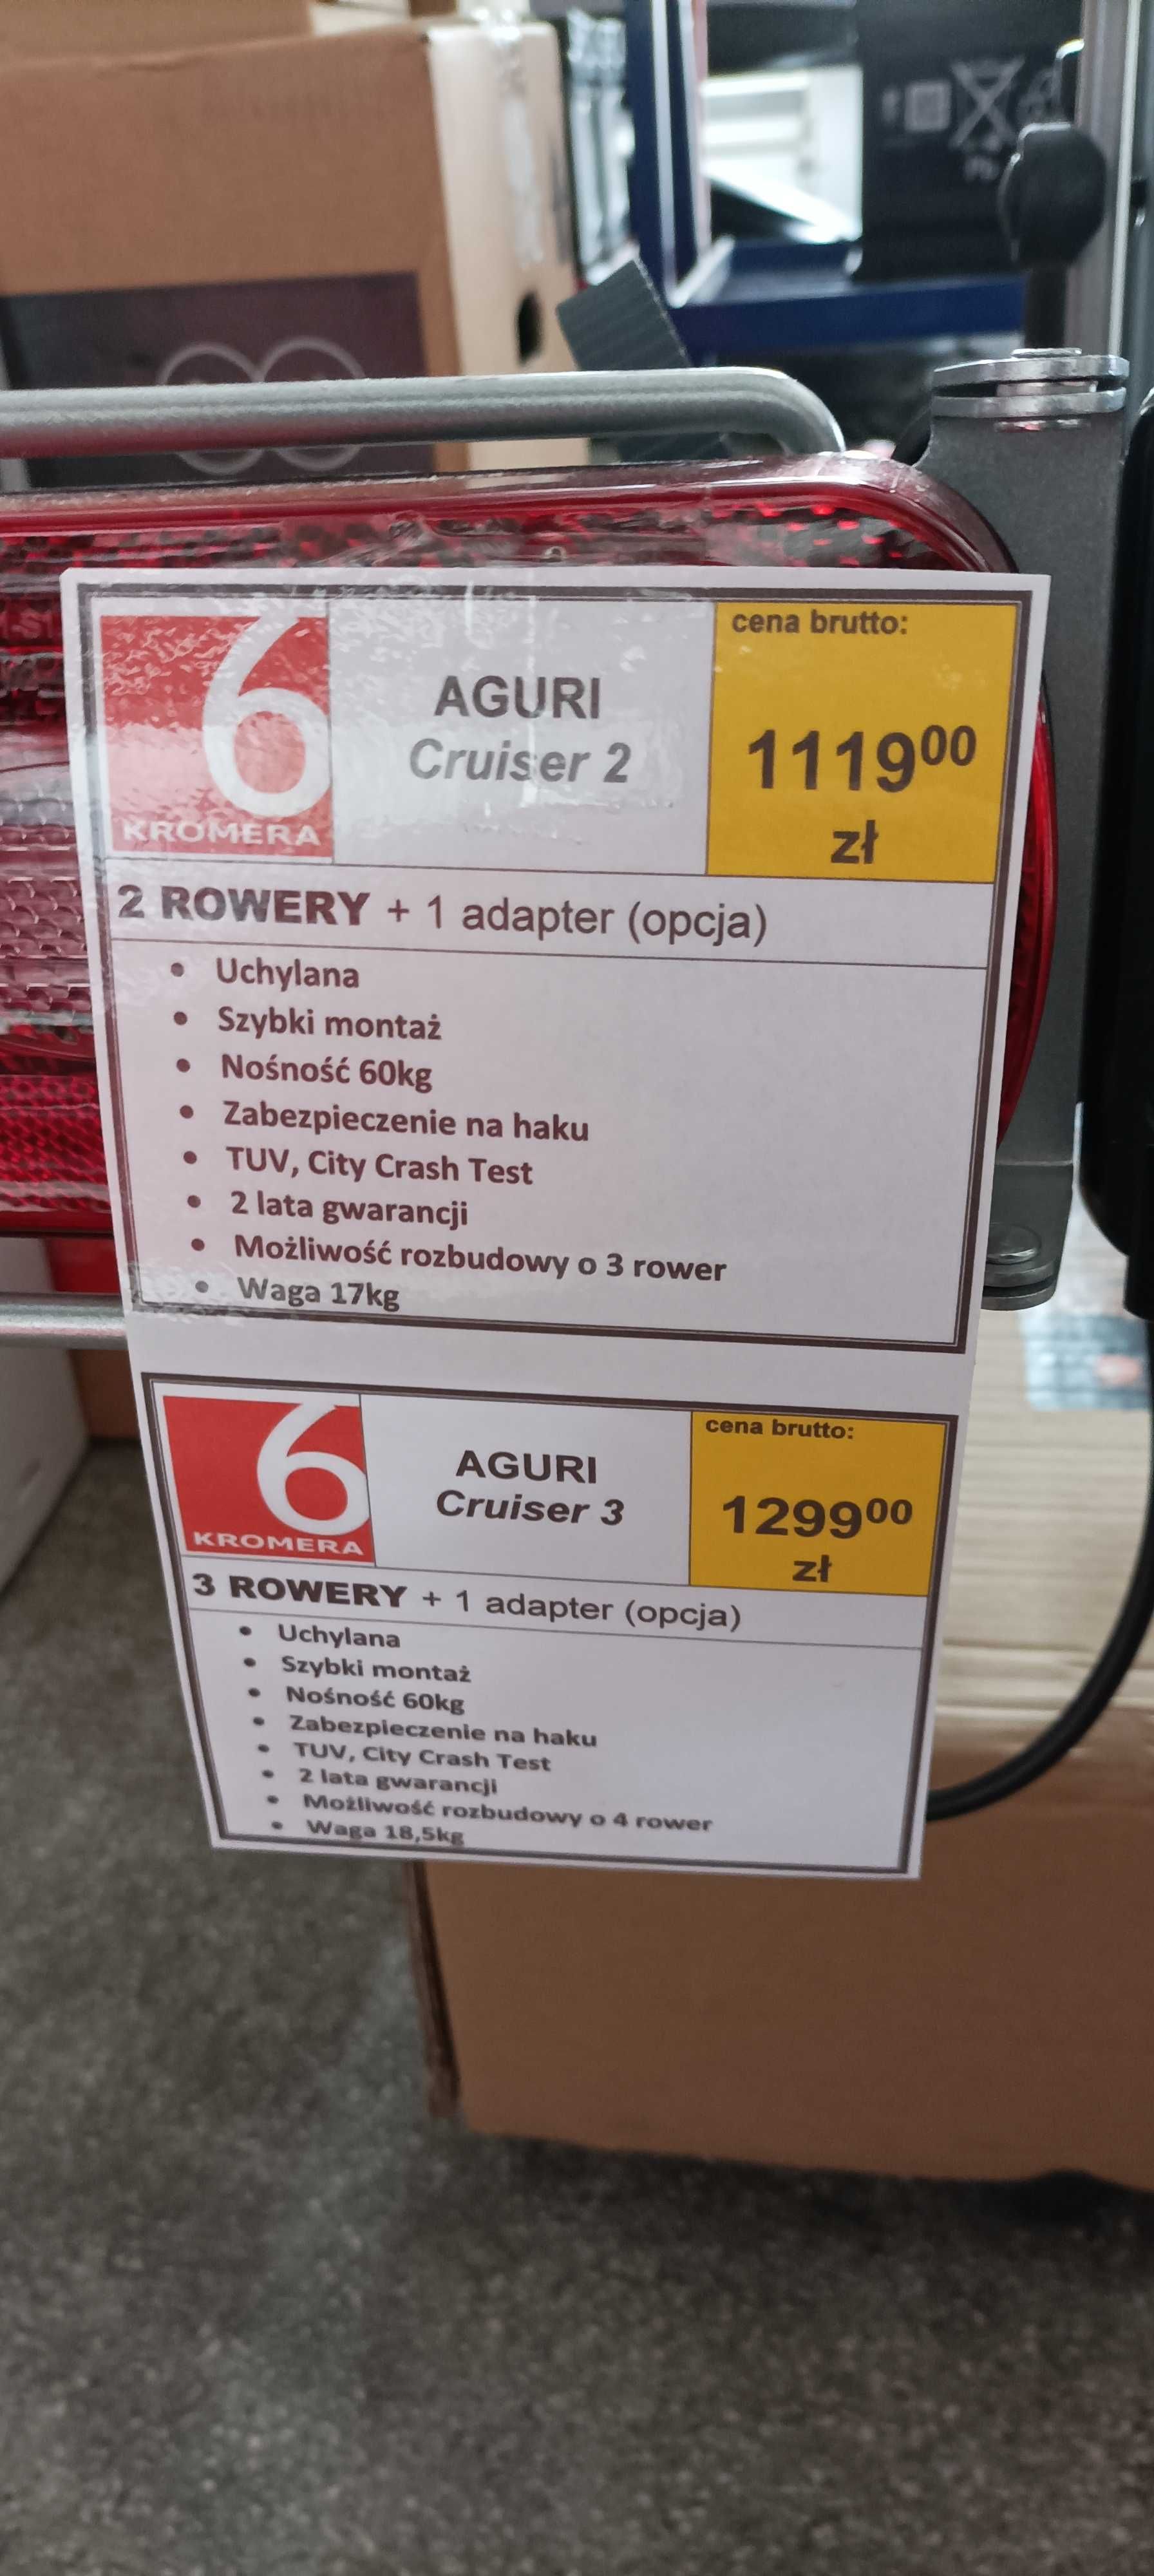 6
KROMERA
AGURI
Cruiser 2
cena brutto:
1119⁰⁰
zł
2 ROWERY + 1 adapter (opcja)
• Uchylana
• Szybki montaż
• Nośność 60kg
• Zabezpieczenie na haku
• TUV, City Crash Test
• 2 lata gwarancji
• Możliwość rozbudowy o 3 rower
• Waga 17kg
6
KROMERA
AGURI
Cruiser 3
cena brutto:
1299⁰⁰
zł
3 ROWERY + 1 adapter (opcja)
• Uchylana
• Szybki montaż
• Nośność 60kg
• Zabezpieczenie na haku
• TUV, City Crash Test
• 2 lata gwarancji
• Możliwość rozbudowy o 4 rower
• Waga 18,5kg